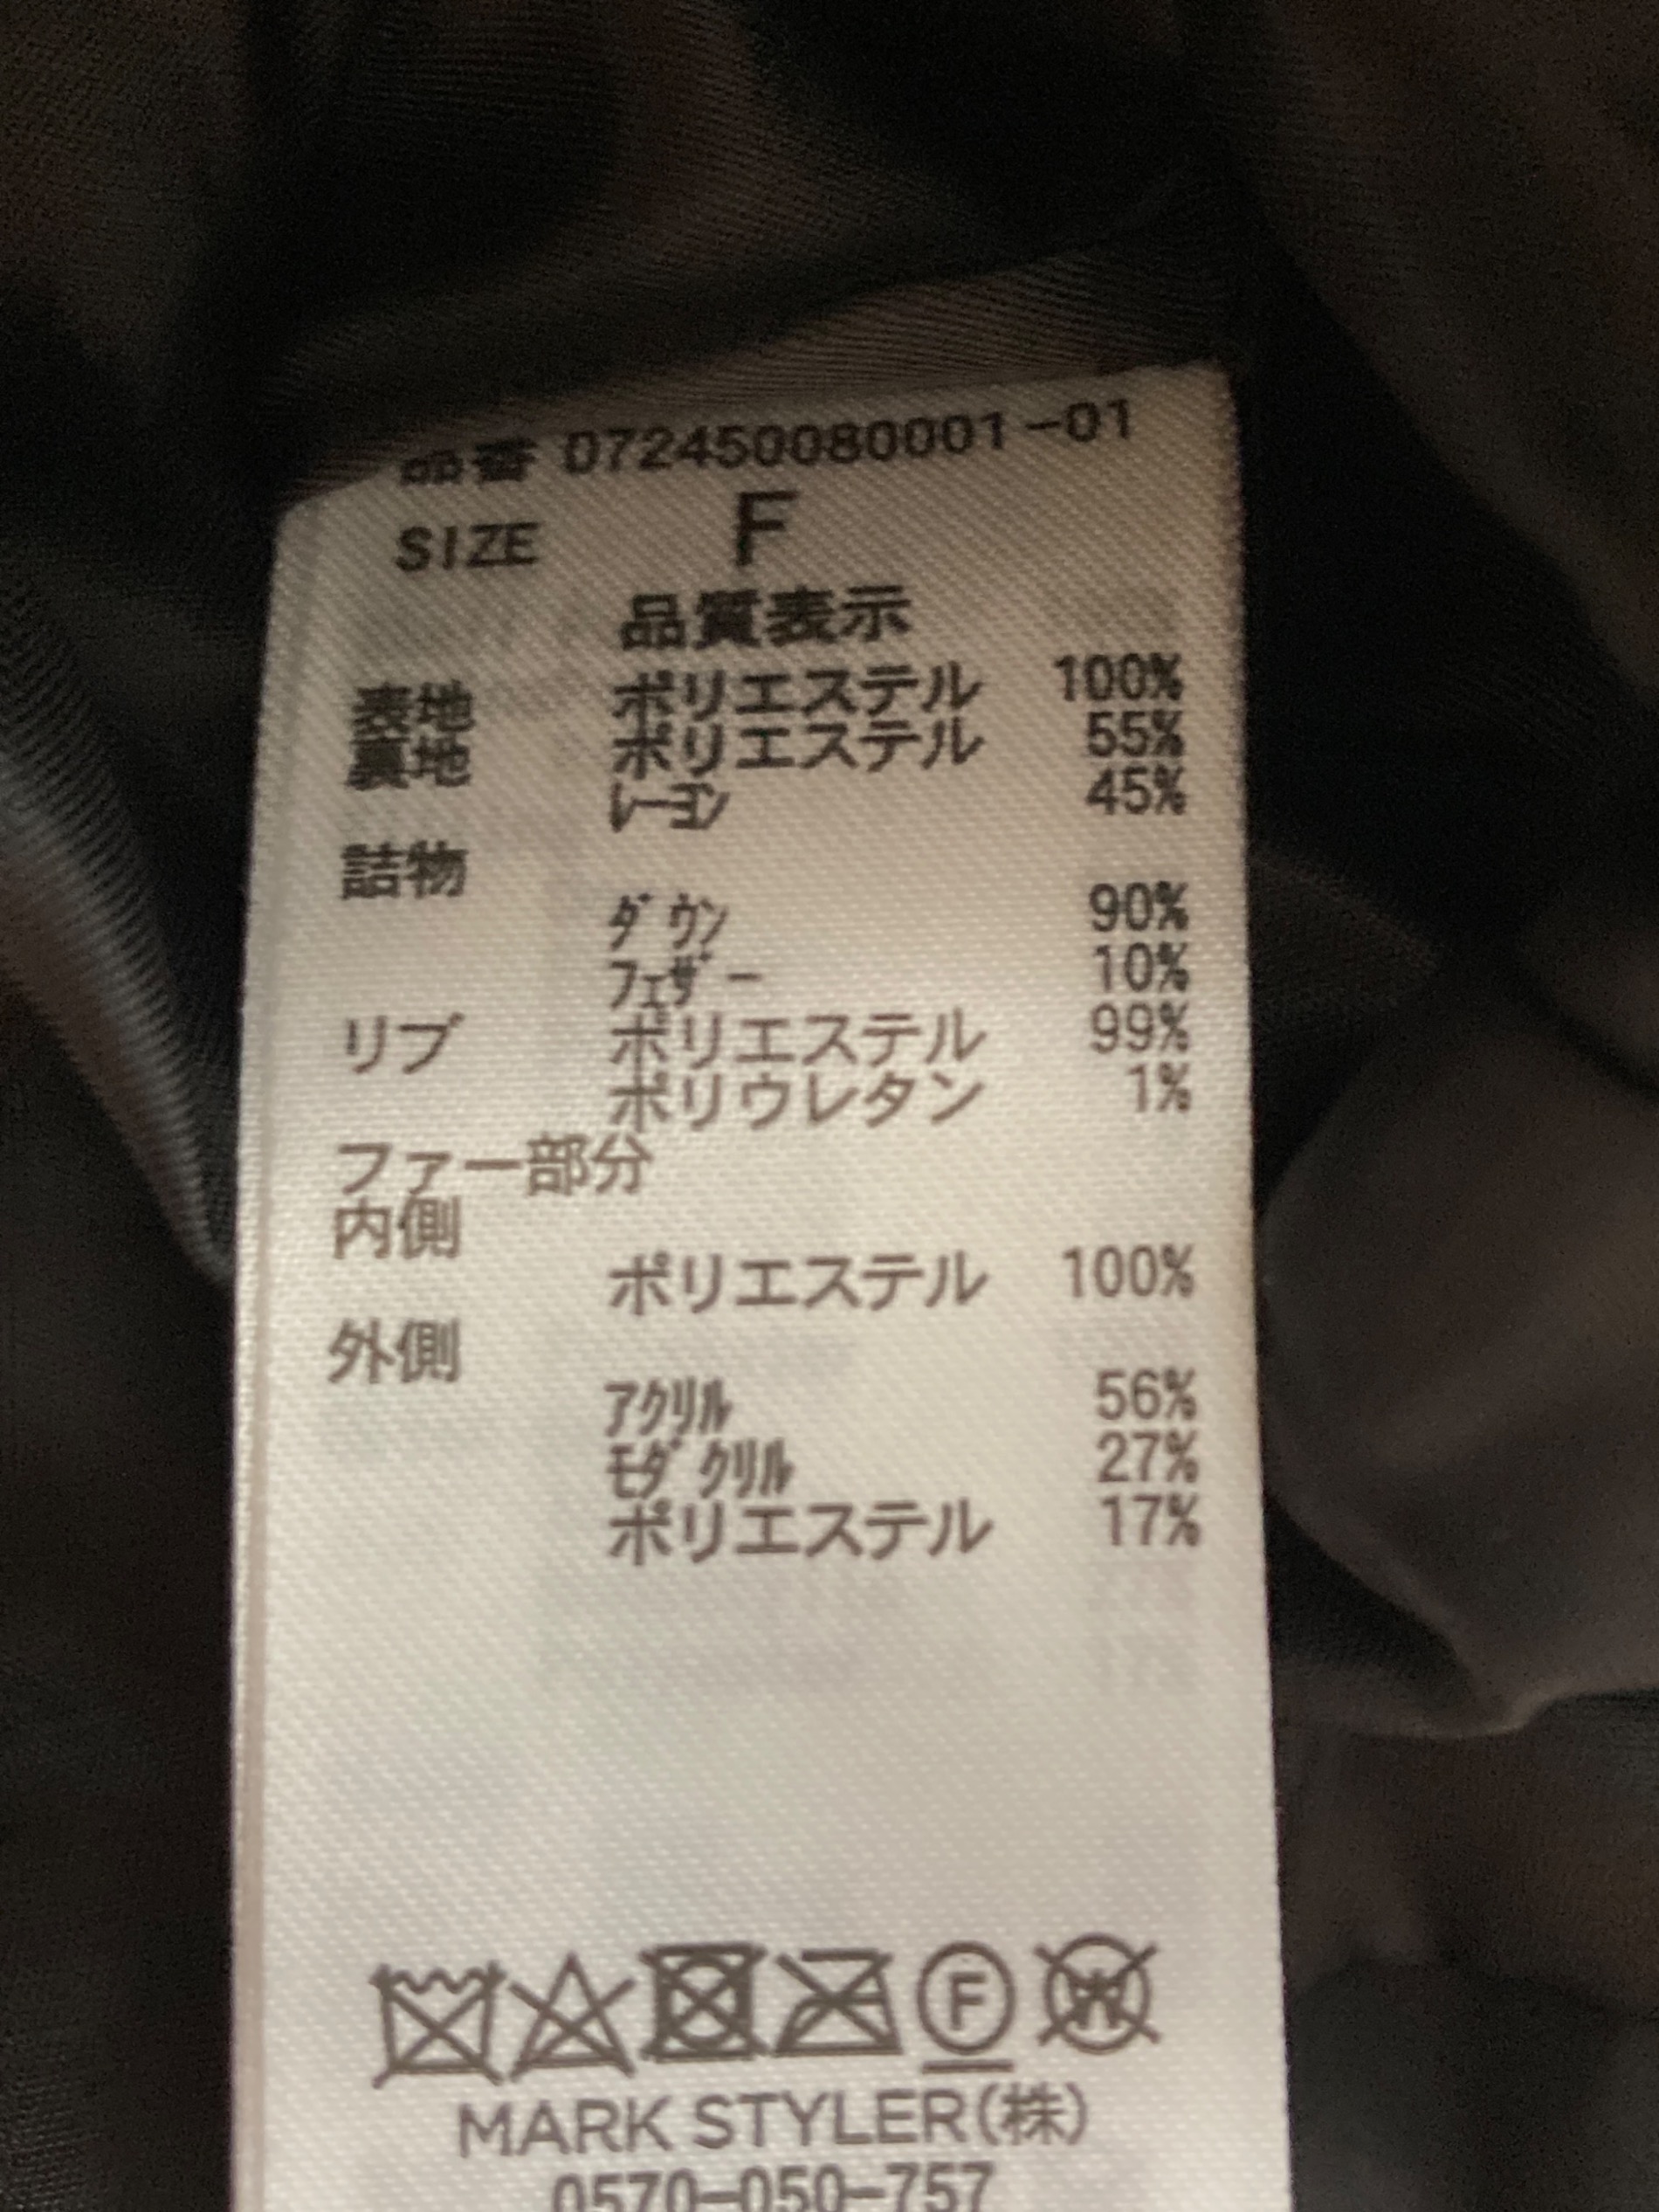 品番 072450080001-01
SIZE F
品質表示
表地 ポリエステル 100%
裏地 ポリエステル 55%
レーヨン 45%
詰物
ダウン 90%
フェザー 10%
リブ ポリエステル 99%
ポリウレタン 1%
ファー部分
内側
ポリエステル 100%
外側
アクリル 56%
モダクリル 27%
ポリエステル 17%
F W
MARK STYLER(株)
0570-050-757